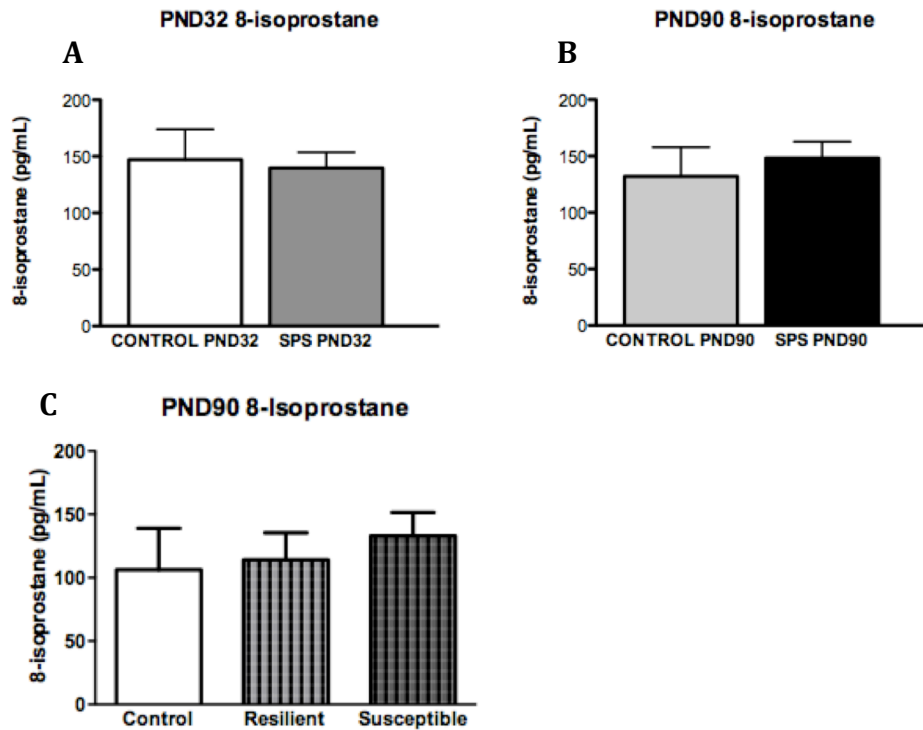 PND32 8-isoprostane
A
8-isoprostane (pg/mL)
200
150
100
50
0
CONTROL PND32 SPS PND32
PND90 8-isoprostane
B
8-isoprostane (pg/mL)
200
150
100
50
0
CONTROL PND90 SPS PND90
C
PND90 8-Isoprostane
8-isoprostane (pg/mL)
200
150
100
50
0
Control Resilient Susceptible